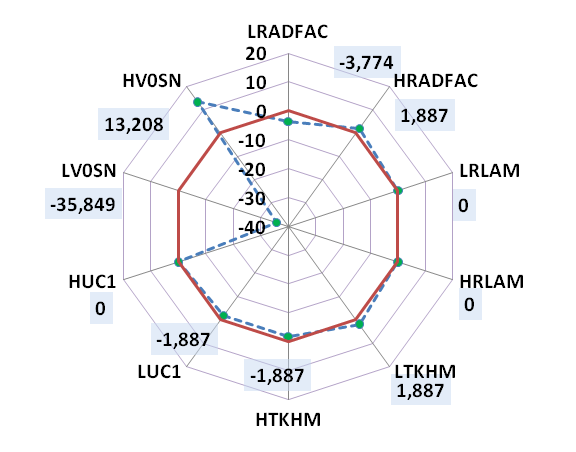 LRADFAC
20
-3,774
HV0SN
10
HRADFAC
13,208
0
1,887
-10
LV0SN
-20
LRLAM
-35,849
-30
0
-40
HUC1
HRLAM
0
0
-1,887
-1,887
LUC1
LTKHM
1,887
HTKHM